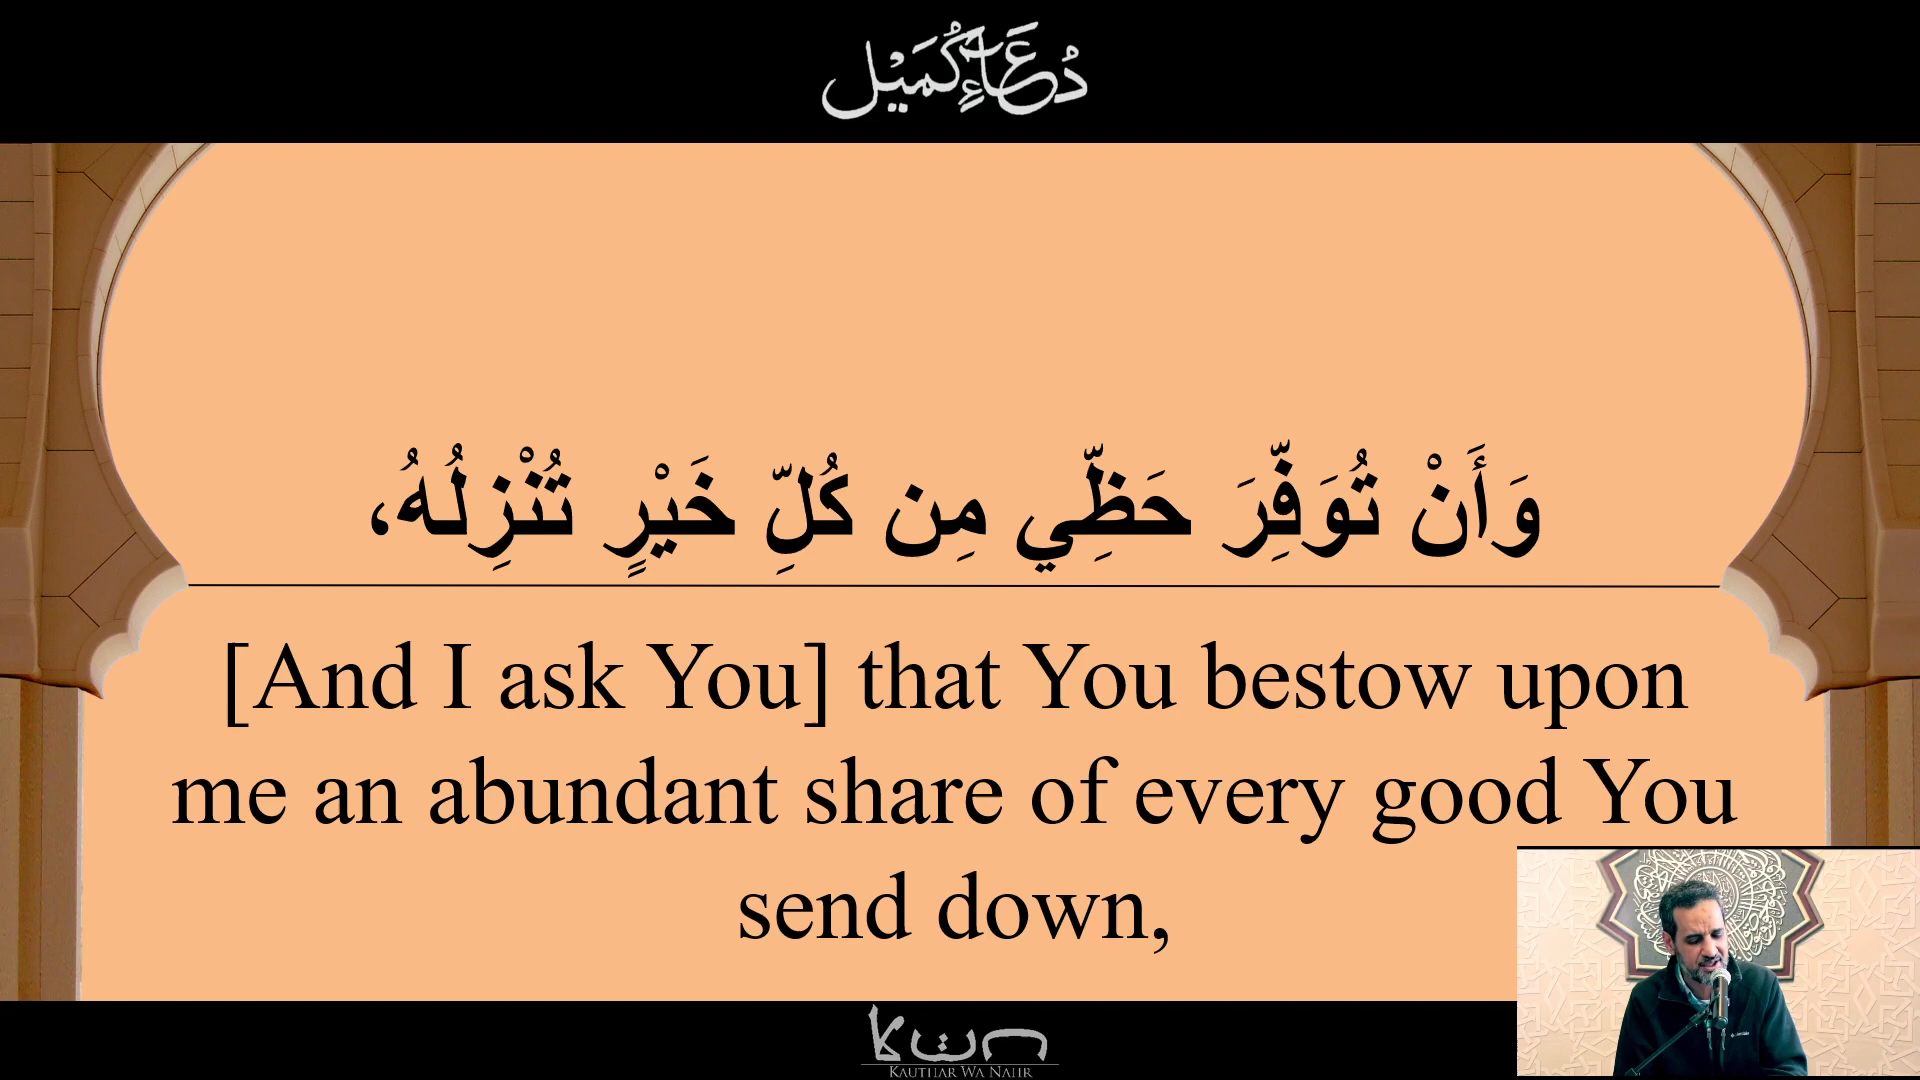 دُعَاءُ كُمَيْل
وَأَنْ تُوَفِّرَ حَظِّي مِن كُلِّ خَيْرٍ تُنْزِلُهُ،
[And I ask You] that You bestow upon
me an abundant share of every good You
send down,
KAUTHAR WA NAHR